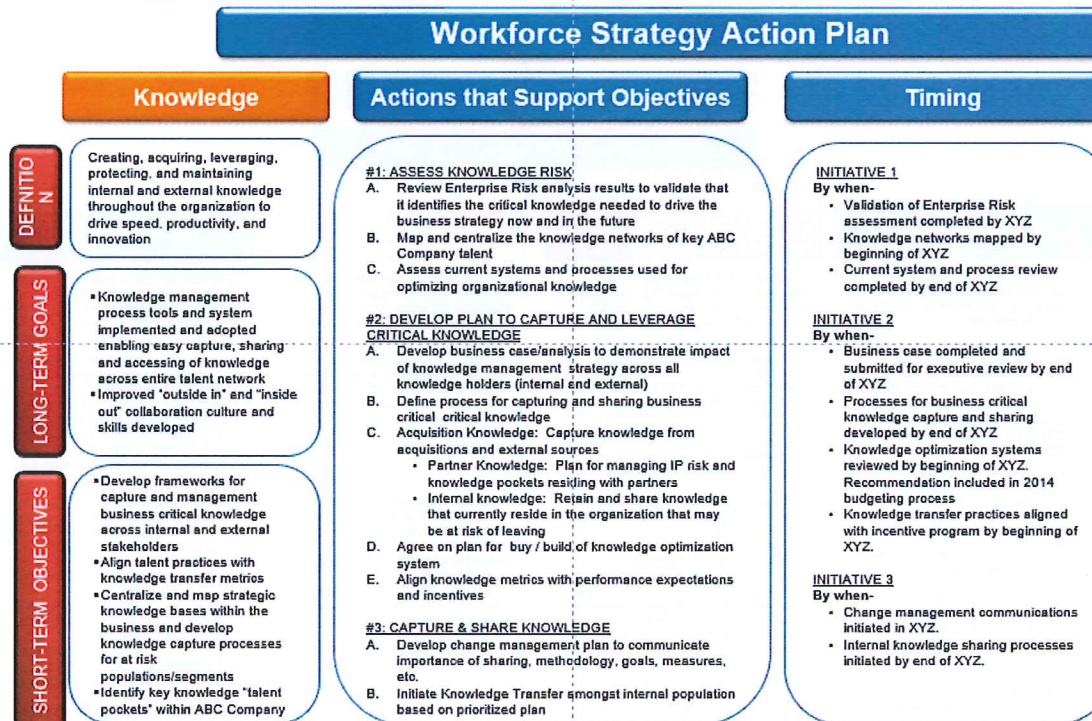 Workforce Strategy Action Plan
Knowledge
Actions that Support Objectives
Timing
DEFNITIO
N
Creating, acquiring, leveraging,
protecting, and maintaining
internal and external knowledge
throughout the organization to
drive speed, productivity, and
innovation
LONG-TERM GOALS
▪Knowledge management
process tools and system
implemented and adopted
enabling easy capture, sharing
and accessing of knowledge
across entire talent network
▪Improved "outside in" and "inside
out" collaboration culture and
skills developed
SHORT-TERM OBJECTIVES
▪Develop frameworks for
capture and management
business critical knowledge
across internal and external
stakeholders
▪Align talent practices with
knowledge transfer metrics
▪Centralize and map strategic
knowledge bases within the
business and develop
knowledge capture processes
for at risk
populations/segments
▪Identify key knowledge "talent
pockets" within ABC Company
#1: ASSESS KNOWLEDGE RISK
A. Review Enterprise Risk analysis results to validate that
it identifies the critical knowledge needed to drive the
business strategy now and in the future
B. Map and centralize the knowledge networks of key ABC
Company talent
C. Assess current systems and processes used for
optimizing organizational knowledge
#2: DEVELOP PLAN TO CAPTURE AND LEVERAGE
CRITICAL KNOWLEDGE
A. Develop business case/analysis to demonstrate impact
of knowledge management strategy across all
knowledge holders (internal and external)
B. Define process for capturing and sharing business
critical critical knowledge
C. Acquisition Knowledge: Capture knowledge from
acquisitions and external sources
• Partner Knowledge: Plan for managing IP risk and
knowledge pockets residing with partners
• Internal knowledge: Retain and share knowledge
that currently reside in the organization that may
be at risk of leaving
D. Agree on plan for buy / build of knowledge optimization
system
E. Align knowledge metrics with performance expectations
and incentives
#3: CAPTURE & SHARE KNOWLEDGE
A. Develop change management plan to communicate
importance of sharing, methodology, goals, measures,
etc.
B. Initiate Knowledge Transfer amongst internal population
based on prioritized plan
INITIATIVE 1
By when-
• Validation of Enterprise Risk
assessment completed by XYZ
• Knowledge networks mapped by
beginning of XYZ
• Current system and process review
completed by end of XYZ
INITIATIVE 2
By when-
• Business case completed and
submitted for executive review by end
of XYZ
• Processes for business critical
knowledge capture and sharing
developed by end of XYZ
• Knowledge optimization systems
reviewed by beginning of XYZ.
Recommendation included in 2014
budgeting process
• Knowledge transfer practices aligned
with incentive program by beginning of
XYZ.
INITIATIVE 3
By when-
• Change management communications
initiated in XYZ.
• Internal knowledge sharing processes
initiated by end of XYZ.